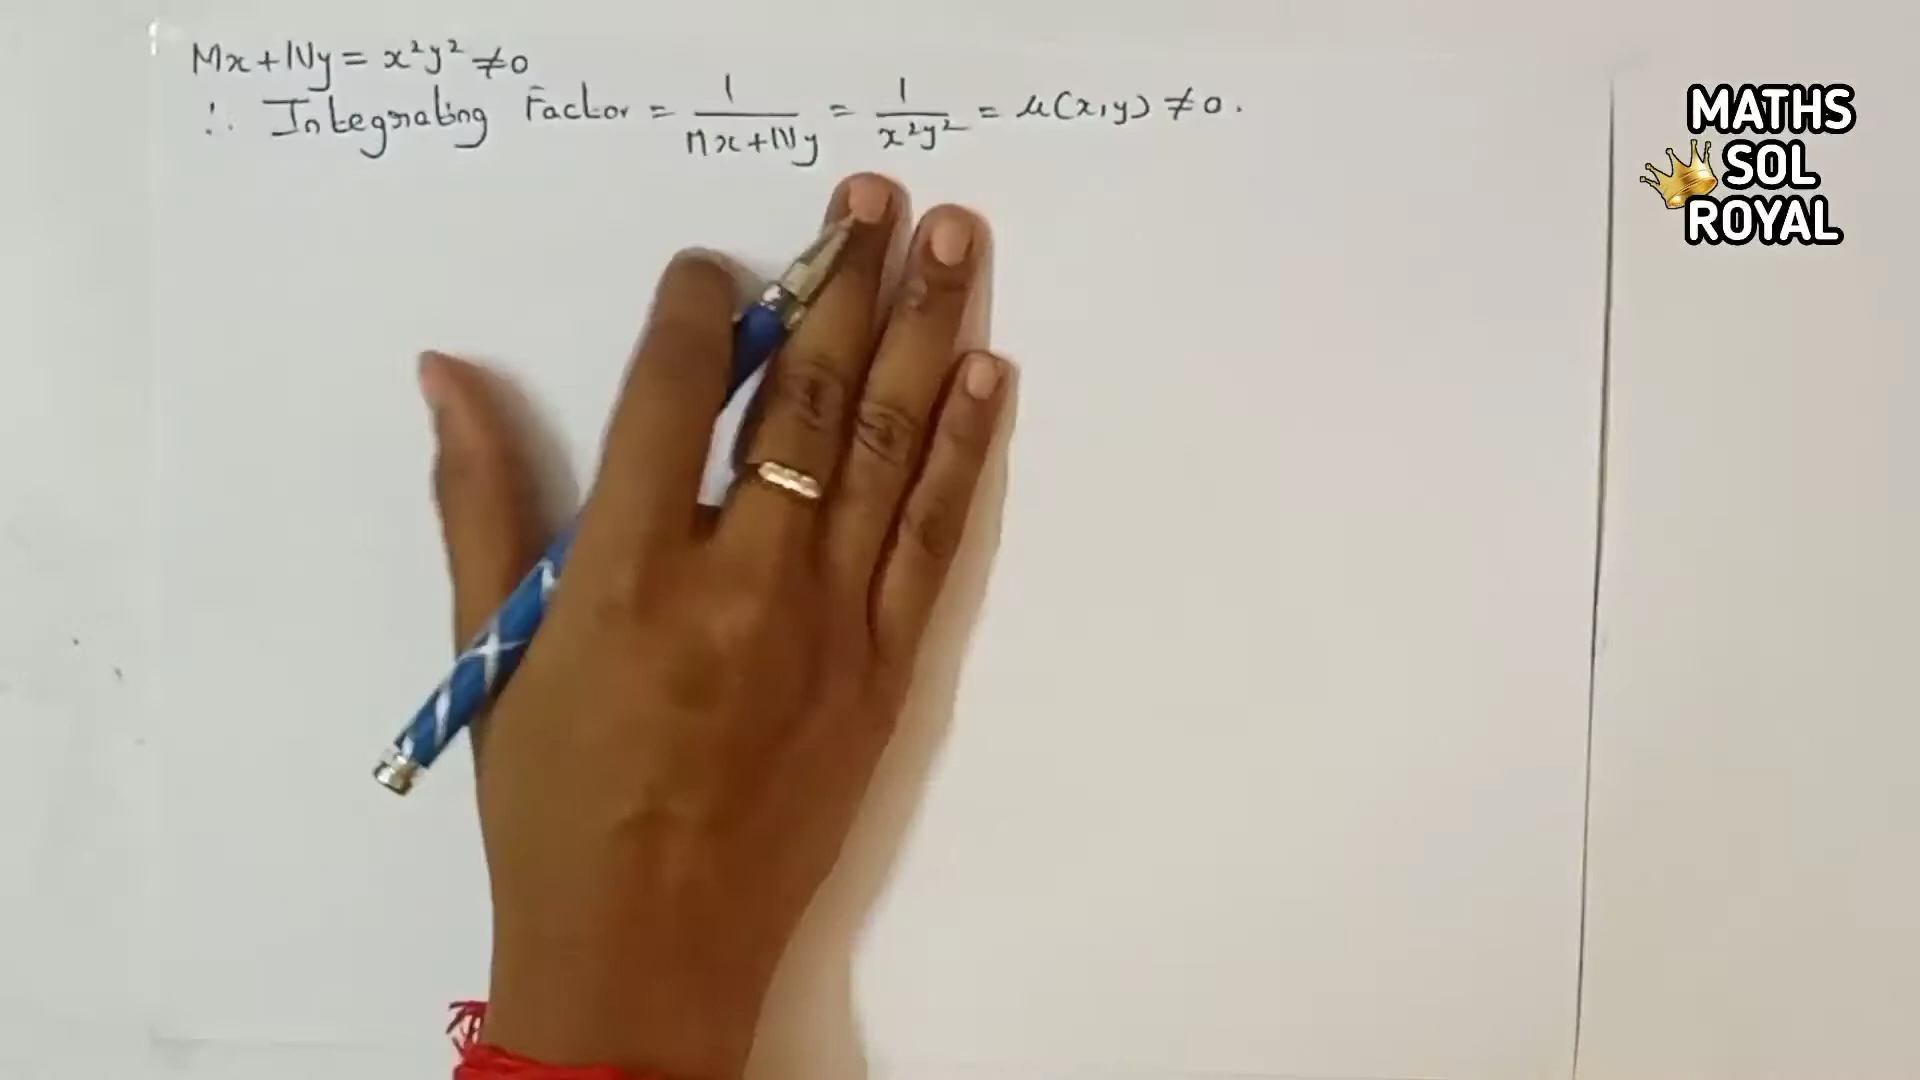 Mx + Ny = x²y² ≠ 0
∴ Integrating Factor = 1/(Mx + Ny) = 1/(x²y²) = μ(x,y) ≠ 0.
MATHS
SOL
ROYAL